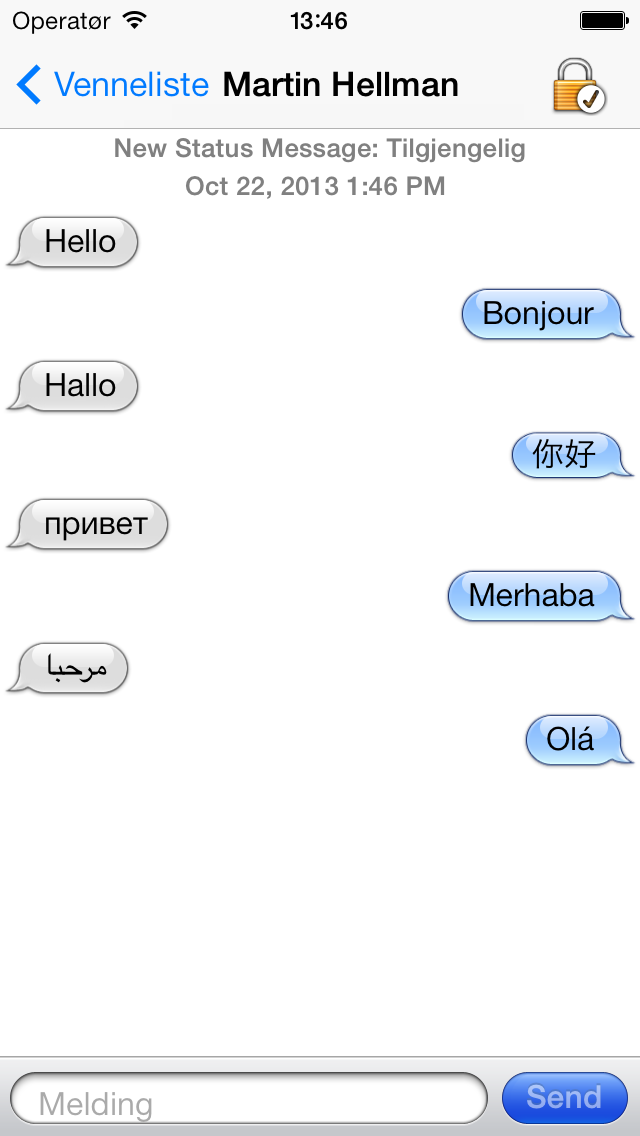 Operatør 13:46
Venneliste Martin Hellman
New Status Message: Tilgjengelig
Oct 22, 2013 1:46 PM
Hello
Bonjour
Hallo
你好
привет
Merhaba
مرحبا
Olá
Melding Send